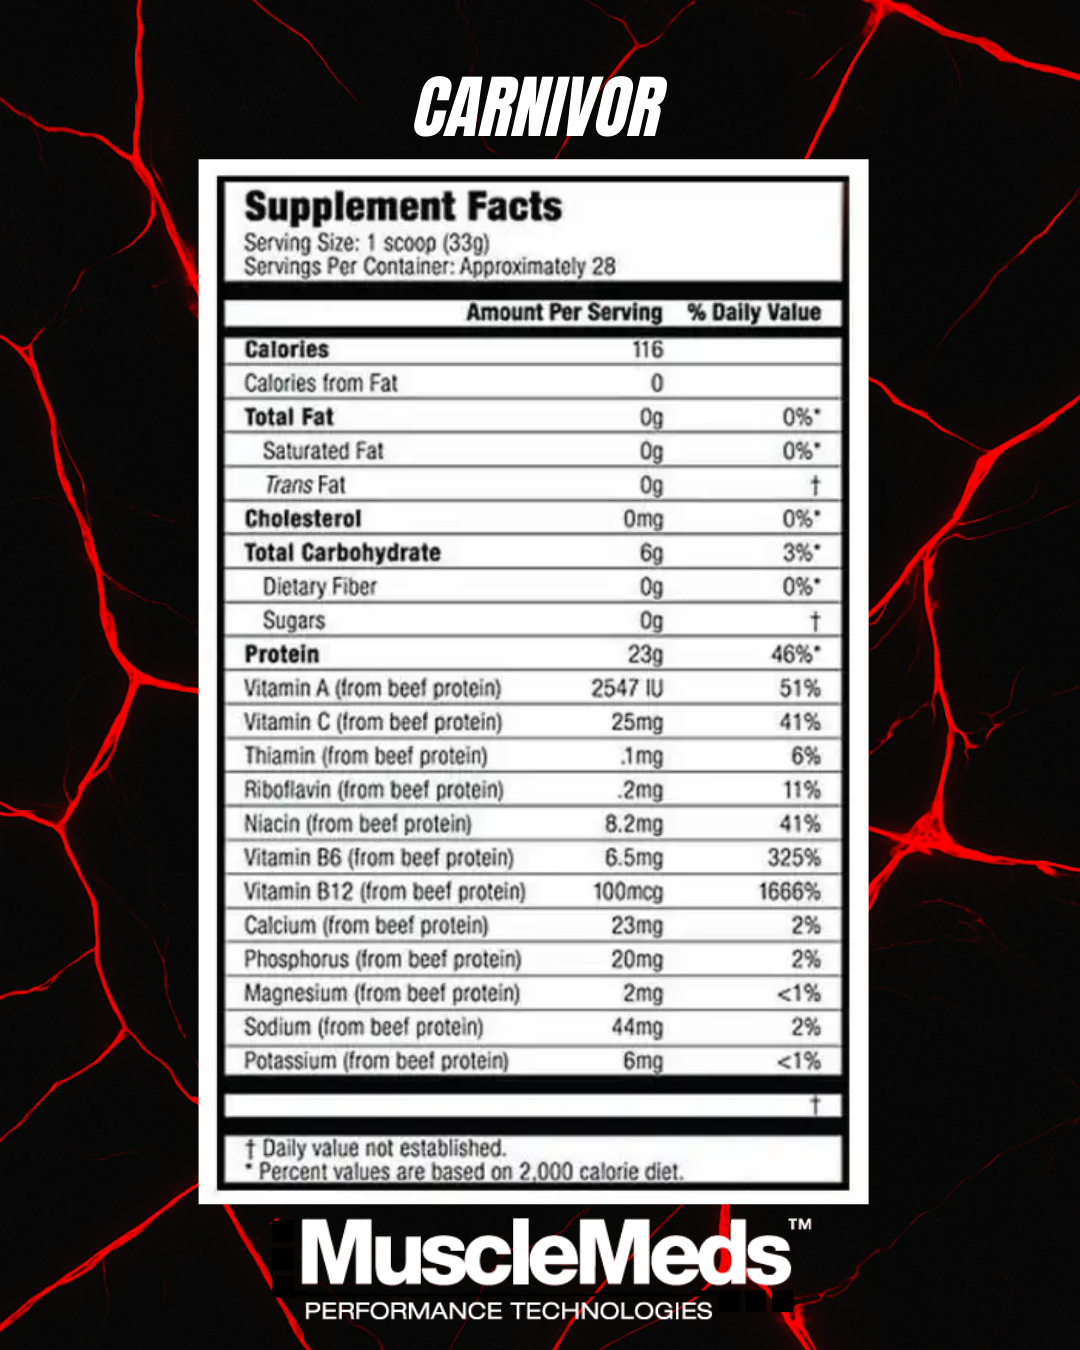 CARNIVOR
Supplement Facts
Serving Size: 1 scoop (33g)
Servings Per Container: Approximately 28
Amount Per Serving % Daily Value
Calories 116
Calories from Fat 0
Total Fat 0g 0%*
Saturated Fat 0g 0%*
Trans Fat 0g †
Cholesterol 0mg 0%*
Total Carbohydrate 6g 3%*
Dietary Fiber 0g 0%*
Sugars 0g †
Protein 23g 46%*
Vitamin A (from beef protein) 2547 IU 51%
Vitamin C (from beef protein) 25mg 41%
Thiamin (from beef protein) .1mg 6%
Riboflavin (from beef protein) .2mg 11%
Niacin (from beef protein) 8.2mg 41%
Vitamin B6 (from beef protein) 6.5mg 325%
Vitamin B12 (from beef protein) 100mcg 1666%
Calcium (from beef protein) 23mg 2%
Phosphorus (from beef protein) 20mg 2%
Magnesium (from beef protein) 2mg <1%
Sodium (from beef protein) 44mg 2%
Potassium (from beef protein) 6mg <1%
†
† Daily value not established.
* Percent values are based on 2,000 calorie diet.
MuscleMeds™
PERFORMANCE TECHNOLOGIES